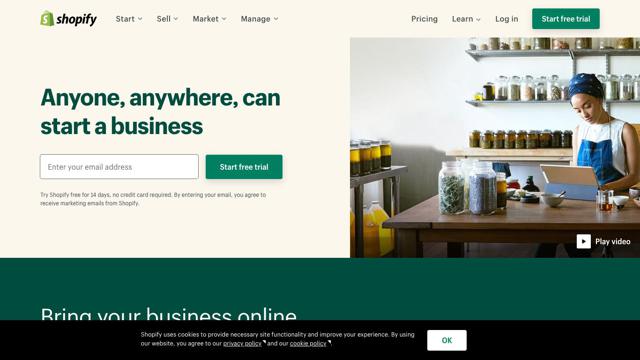 shopify
Start
Sell
Market
Manage
Pricing
Learn
Log in
Start free trial
Anyone, anywhere, can
start a business
Enter your email address
Start free trial
Try Shopify free for 14 days, no credit card required. By entering your email, you agree to
receive marketing emails from Shopify.
Play video
Bring your business online
Shopify uses cookies to provide necessary site functionality and improve your experience. By using
our website, you agree to our privacy policy and our cookie policy.
OK